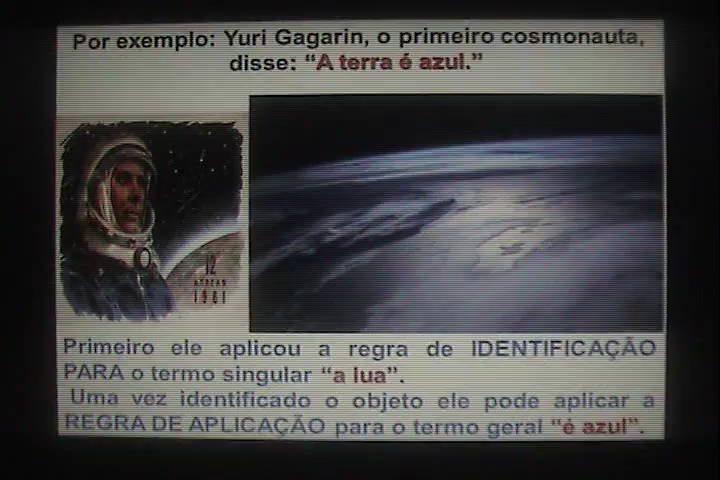 Por exemplo: Yuri Gagarin, o primeiro cosmonauta,
disse: “A terra é azul.”
12
АПРЕЛЯ
1961
Primeiro ele aplicou a regra de IDENTIFICAÇÃO
PARA o termo singular “a lua”.
Uma vez identificado o objeto ele pode aplicar a
REGRA DE APLICAÇÃO para o termo geral “é azul”.